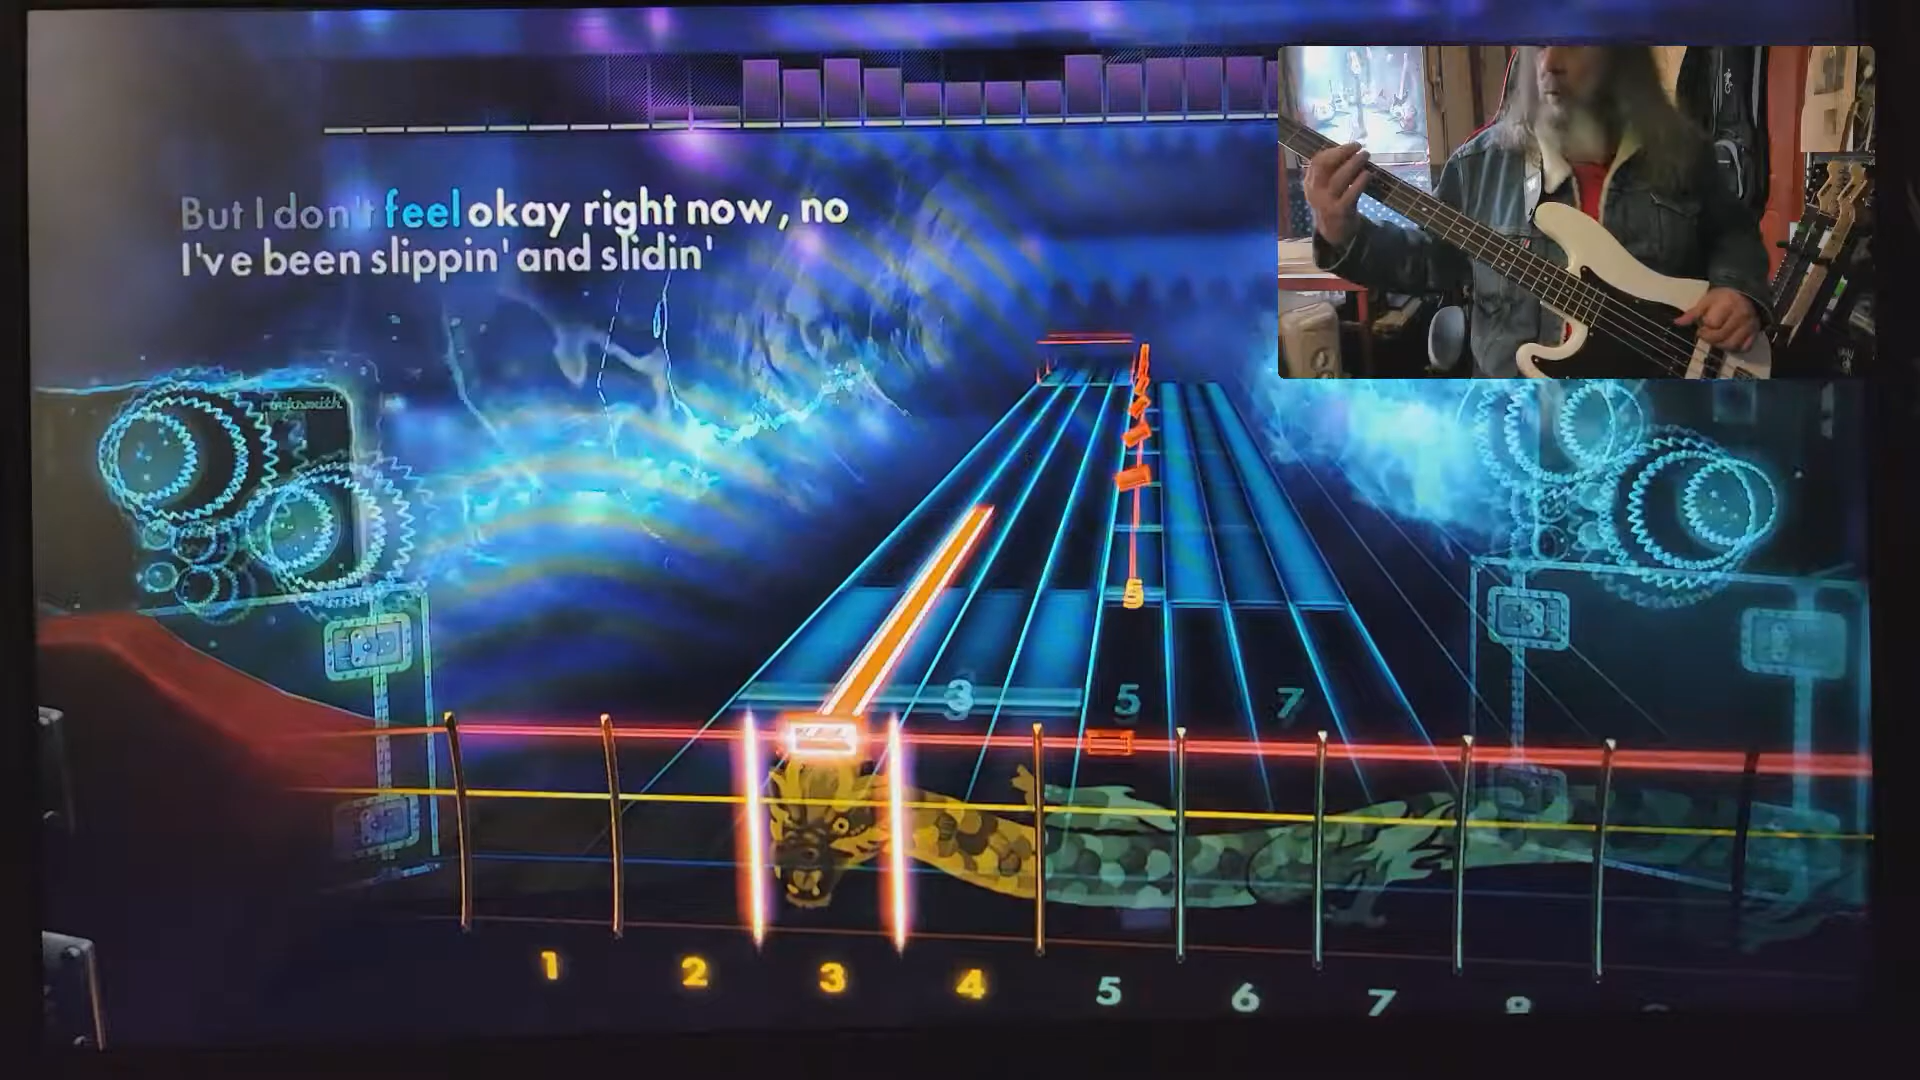 But I don't feel okay right now, no
I've been slippin' and slidin'
5
3 5 7
1 2 3 4 5 6 7 8